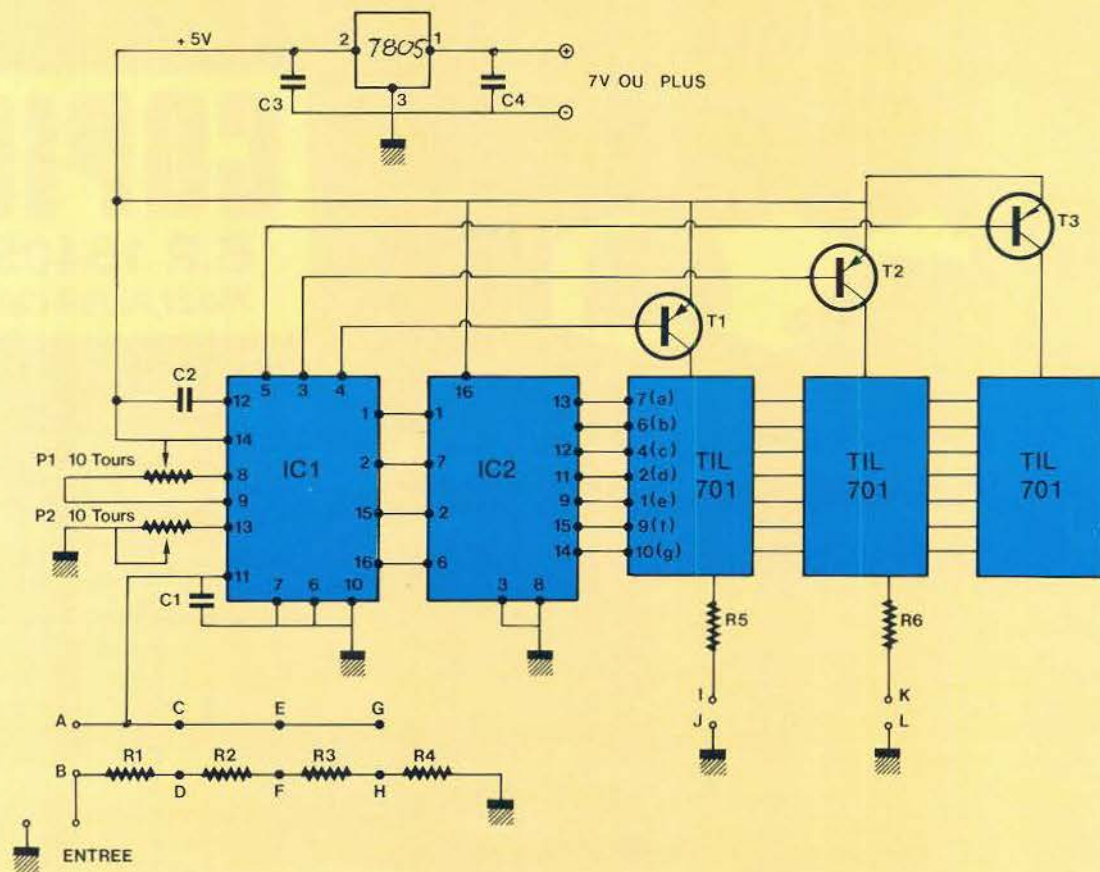 + 5V
2
7805
1
3
C3
C4
7V OU PLUS
T3
T2
T1
C2
12
5
3
4
16
14
P1 10 Tours
8
9
P2 10 Tours
13
11
C1
7
6
10
IC1
1
2
15
16
1
7
2
6
IC2
3
8
13
12
11
9
15
14
7(a)
6(b)
4(c)
2(d)
1(e)
9(f)
10(g)
TIL
701
TIL
701
TIL
701
R5
R6
I
J
K
L
A
C
E
G
B
R1
R2
R3
R4
D
F
H
ENTREE